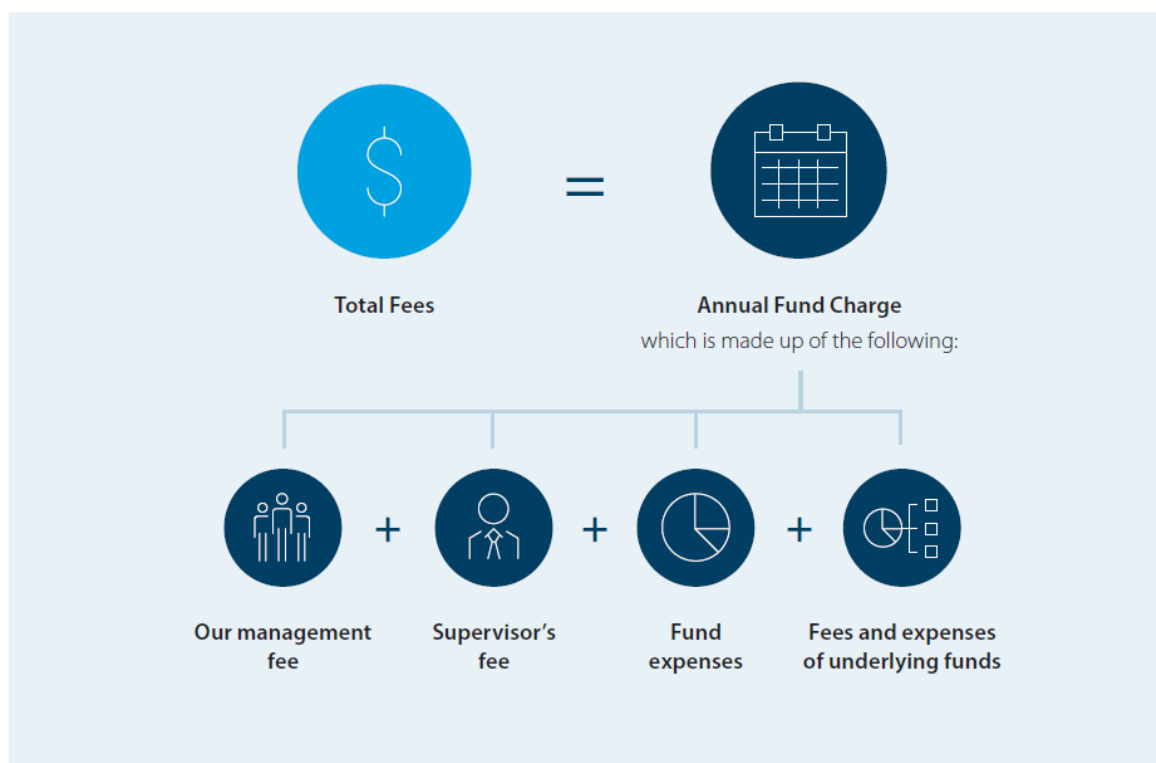 $
=
Total Fees
Annual Fund Charge
which is made up of the following:
+ + +
Our management
fee
Supervisor's
fee
Fund
expenses
Fees and expenses
of underlying funds